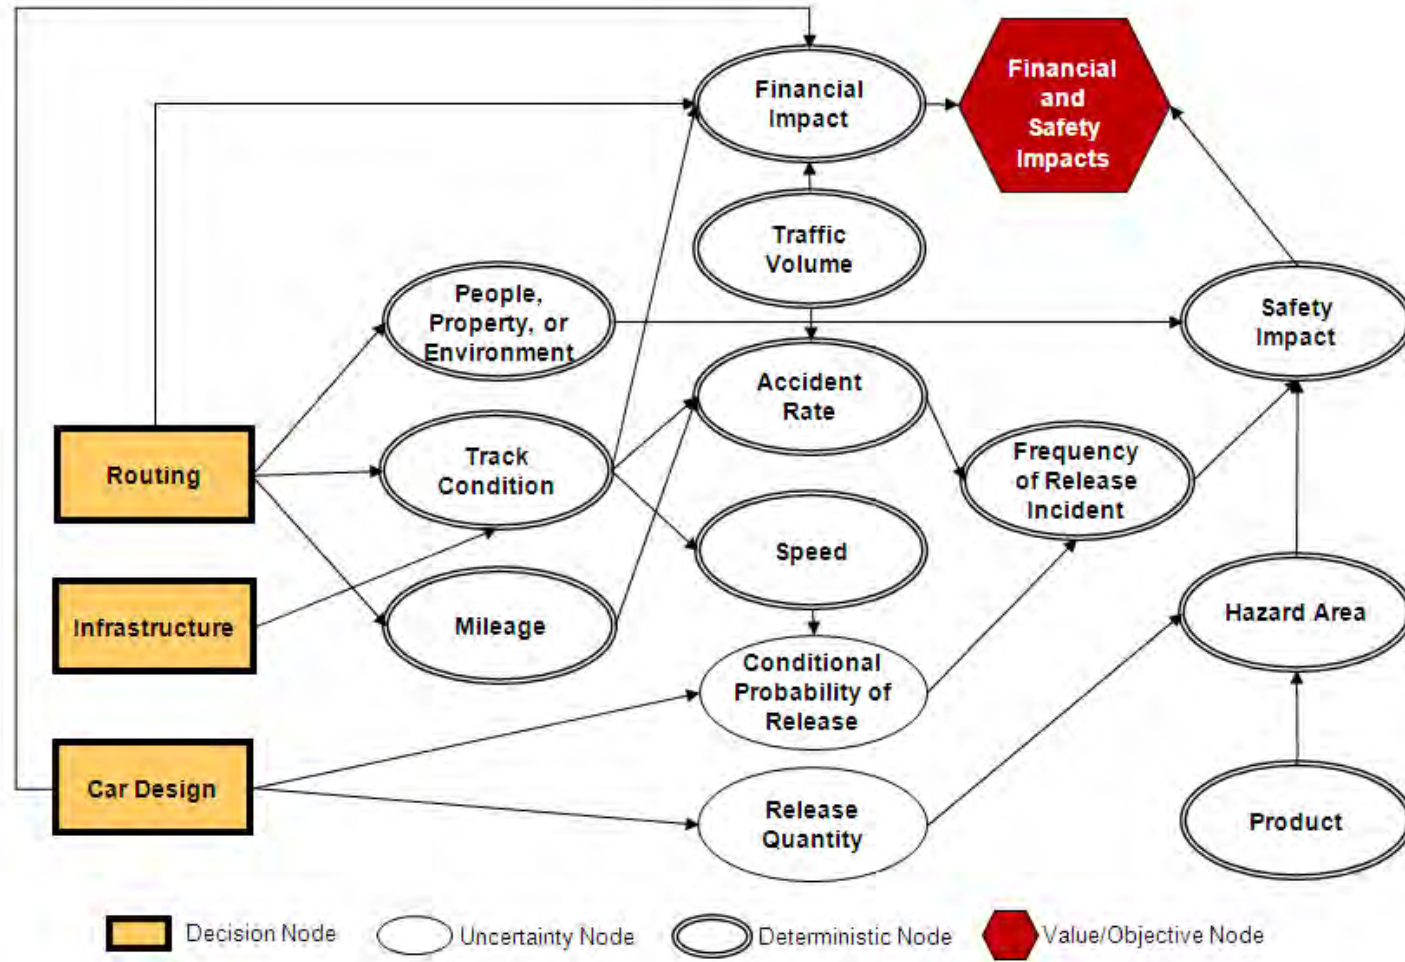 Financial
Impact
Financial
and
Safety
Impacts
Traffic
Volume
People,
Property, or
Environment
Safety
Impact
Accident
Rate
Routing
Track
Condition
Frequency
of Release
Incident
Speed
Infrastructure
Mileage
Hazard Area
Conditional
Probability of
Release
Car Design
Release
Quantity
Product
Decision Node
Uncertainty Node
Deterministic Node
Value/Objective Node